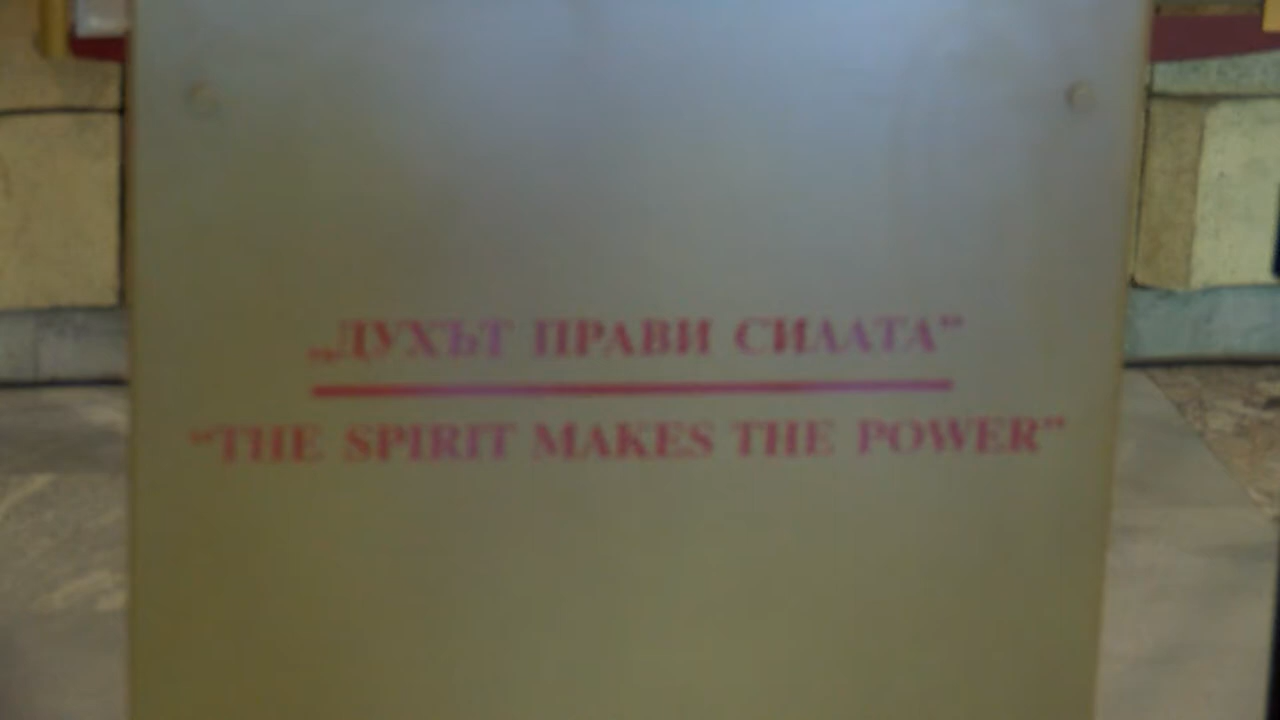 „ДУХЪТ ПРАВИ СИЛАТА”
“THE SPIRIT MAKES THE POWER”